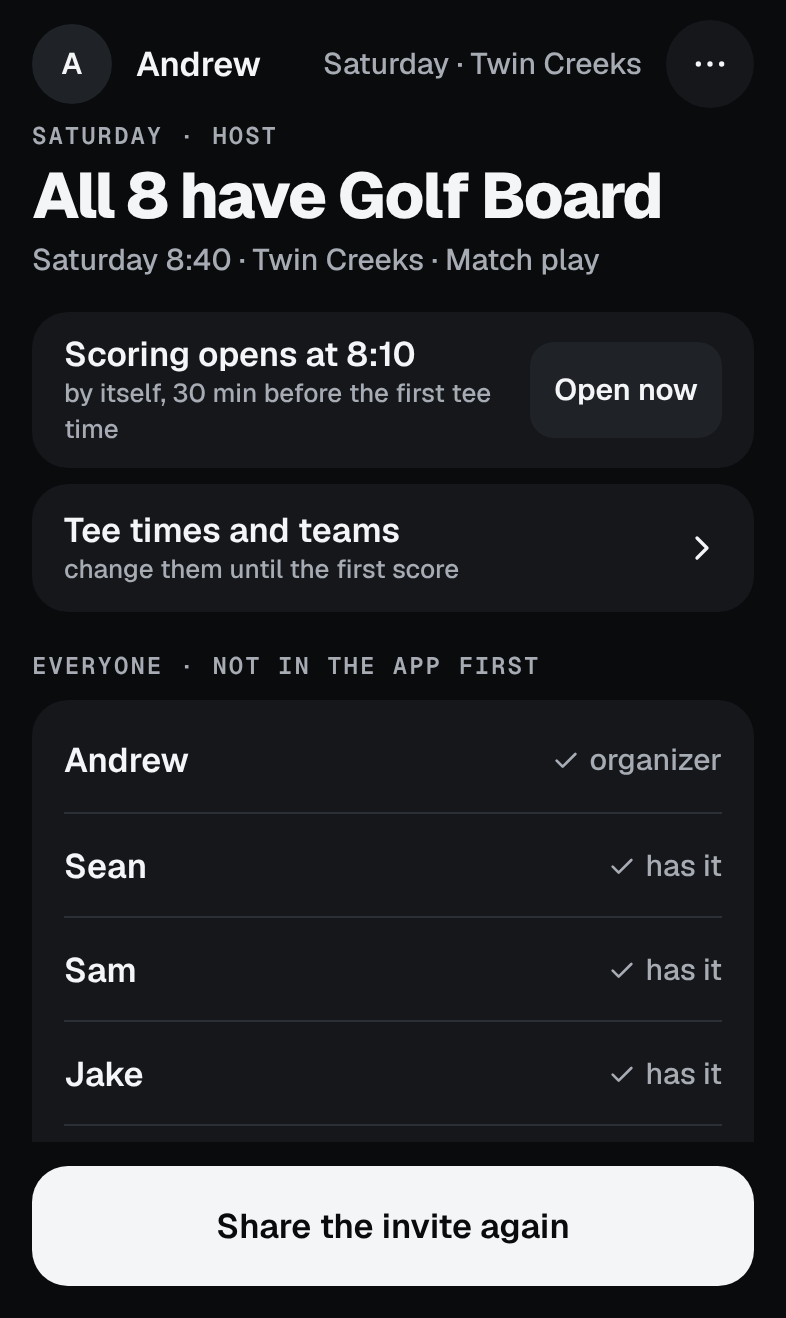 A
Andrew
Saturday · Twin Creeks
SATURDAY · HOST
All 8 have Golf Board
Saturday 8:40 · Twin Creeks · Match play
Scoring opens at 8:10
by itself, 30 min before the first tee
time
Open now
Tee times and teams
change them until the first score
EVERYONE · NOT IN THE APP FIRST
Andrew
✓ organizer
Sean
✓ has it
Sam
✓ has it
Jake
✓ has it
Share the invite again